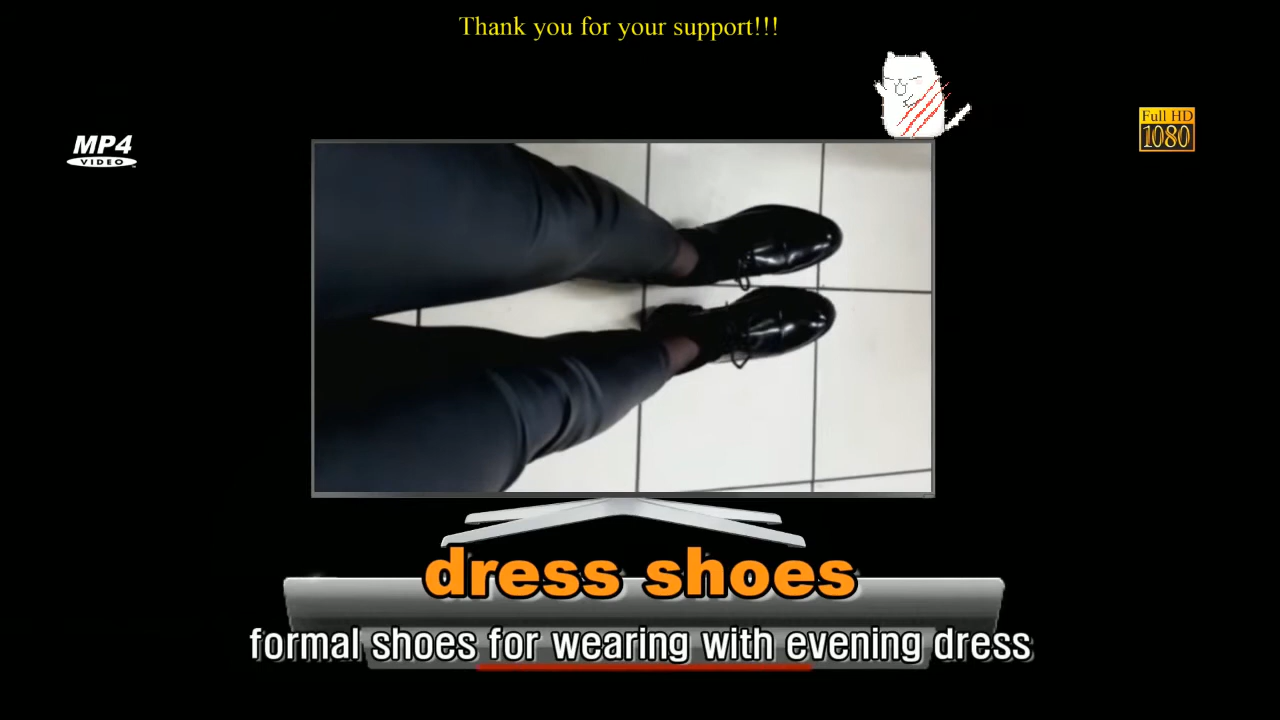 Thank you for your support!!!
MP4
VIDEO
Full HD
1080
dress shoes
formal shoes for wearing with evening dress